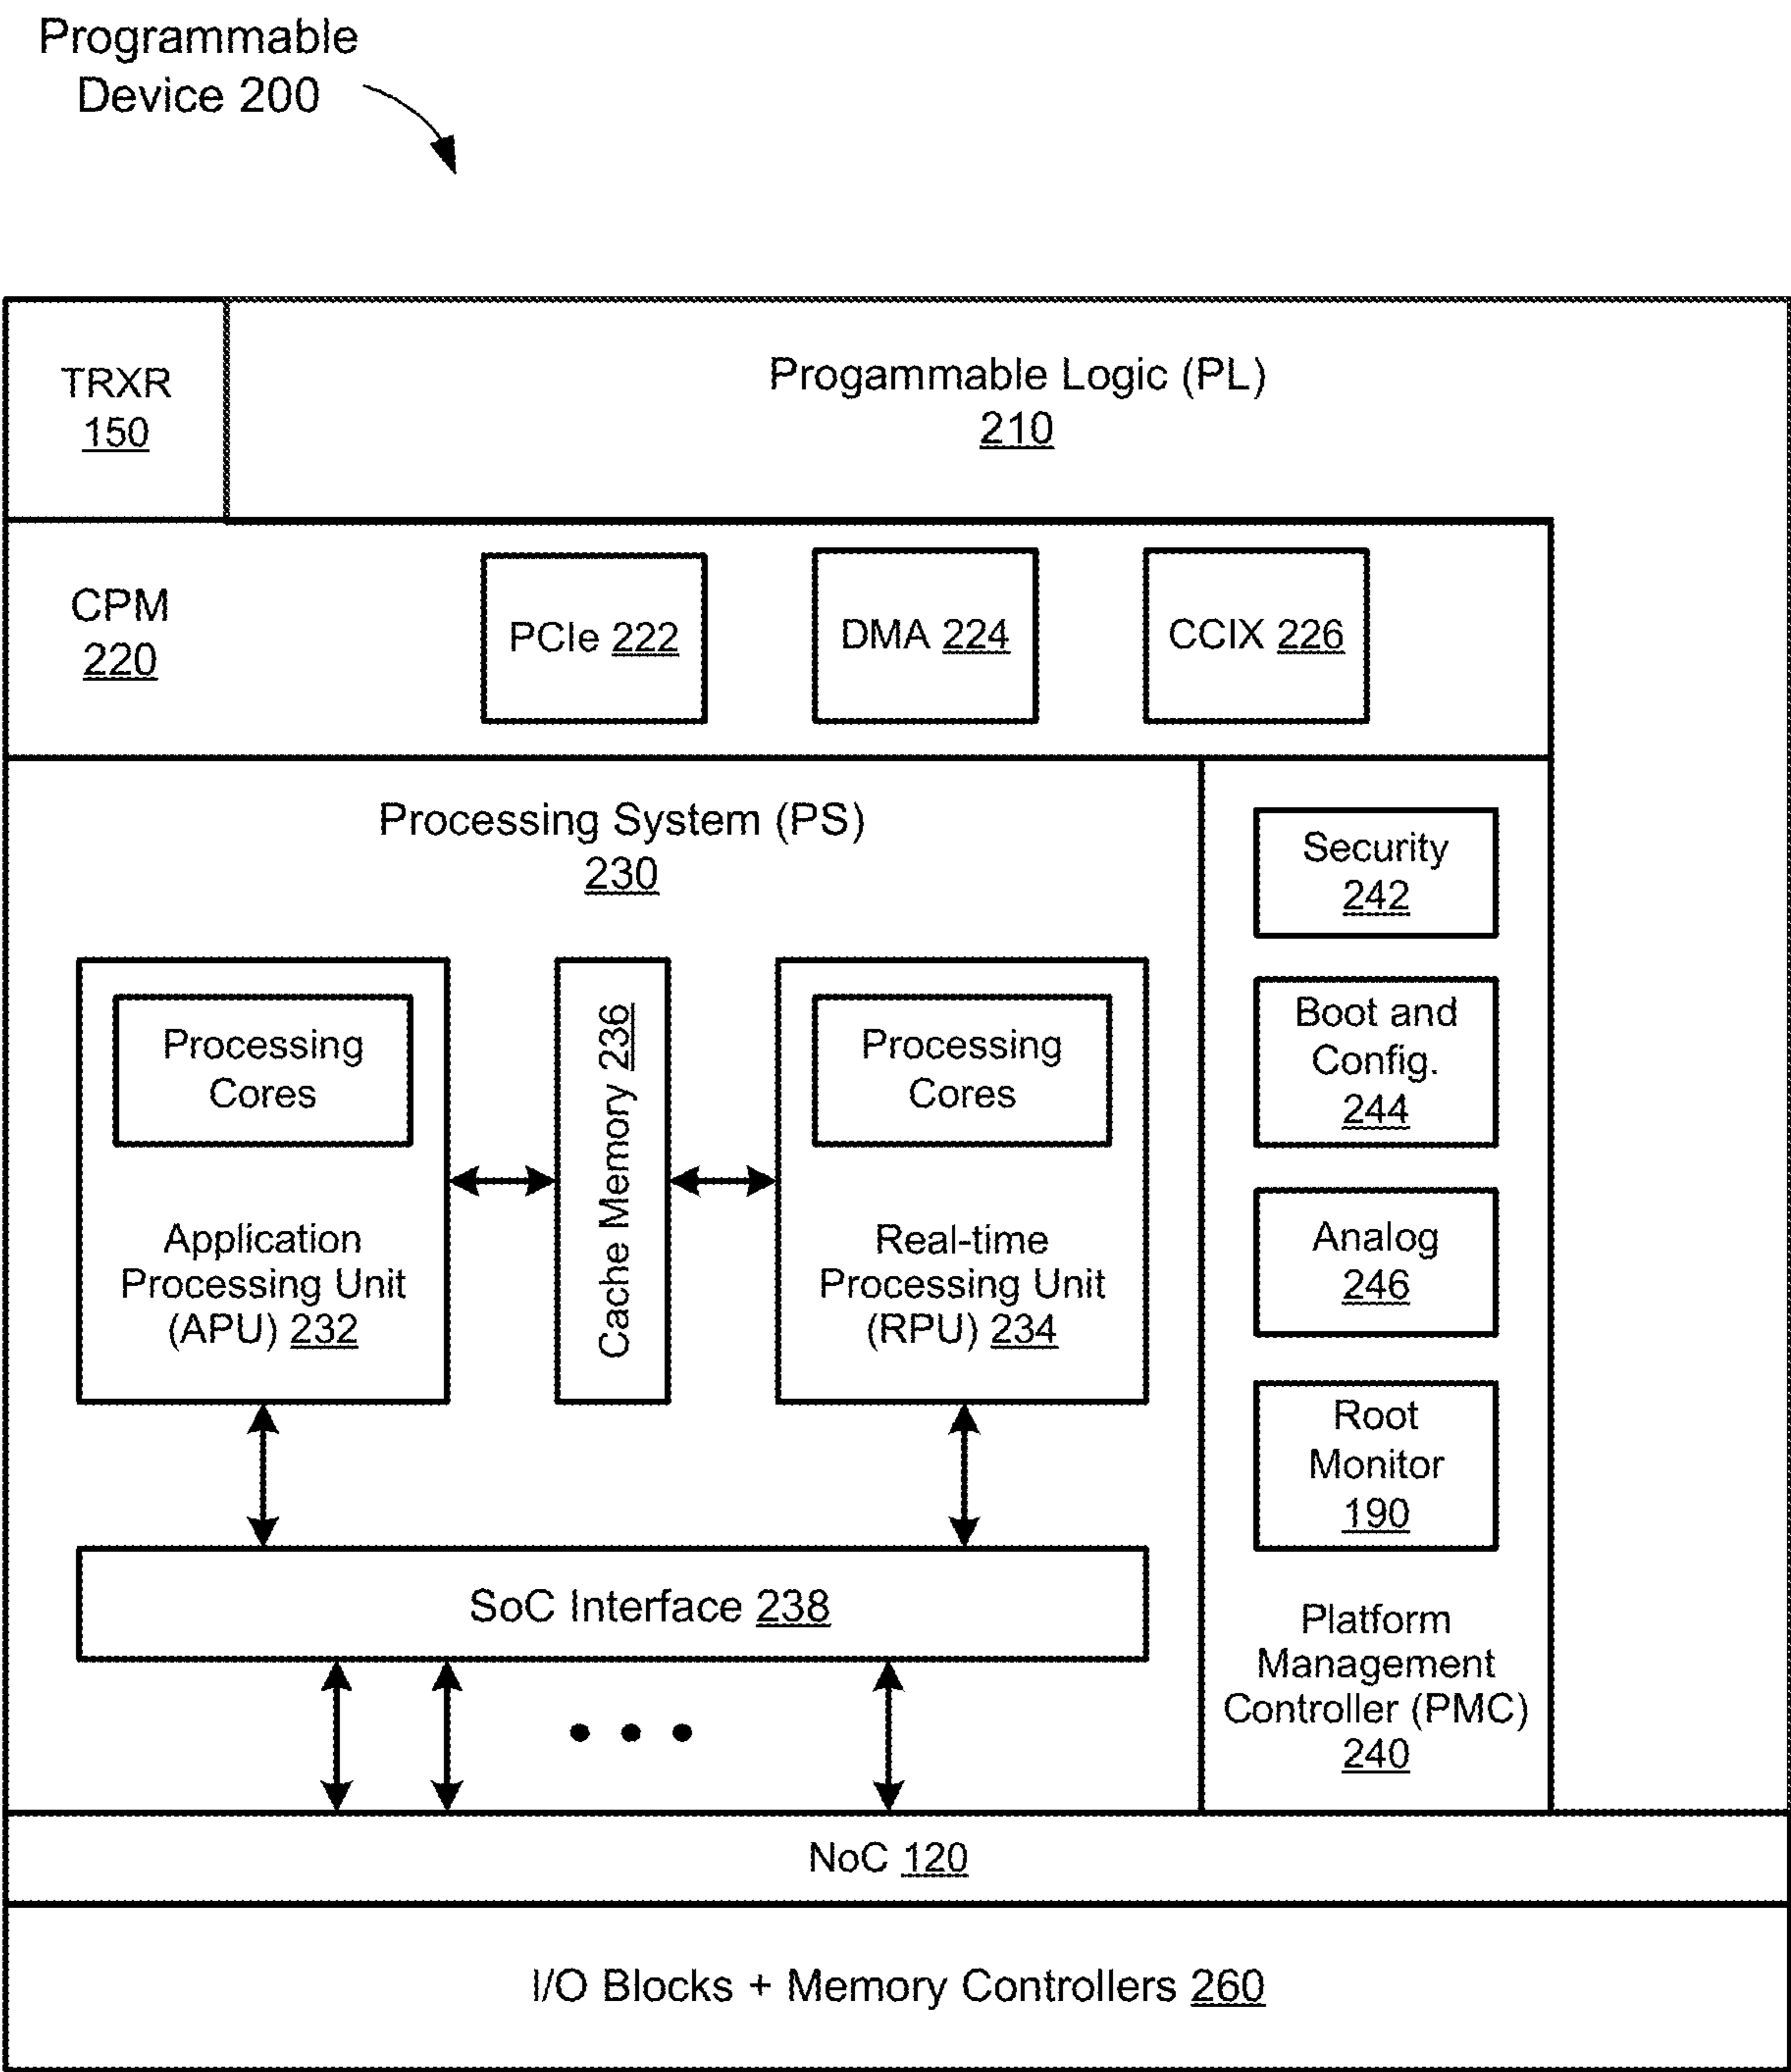 Programmable
Device 200
TRXR
150
Progammable Logic (PL)
210
CPM
220
PCIe 222
DMA 224
CCIX 226
Processing System (PS)
230
Processing
Cores
Application
Processing Unit
(APU) 232
Cache Memory 236
Processing
Cores
Real-time
Processing Unit
(RPU) 234
SoC Interface 238
Security
242
Boot and
Config.
244
Analog
246
Root
Monitor
190
Platform
Management
Controller (PMC)
240
NoC 120
I/O Blocks + Memory Controllers 260